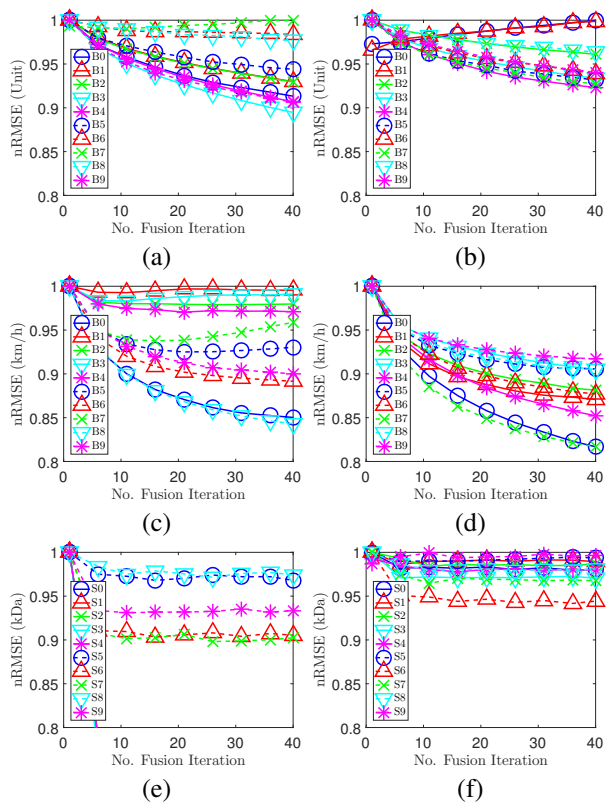 1
0.95
0.9
0.85
0.8
nRMSE (Unit)
B0
B1
B2
B3
B4
B5
B6
B7
B8
B9
0 10 20 30 40
No. Fusion Iteration
(a)
1
0.95
0.9
0.85
0.8
nRMSE (Unit)
B0
B1
B2
B3
B4
B5
B6
B7
B8
B9
0 10 20 30 40
No. Fusion Iteration
(b)
1
0.95
0.9
0.85
0.8
nRMSE (km/h)
B0
B1
B2
B3
B4
B5
B6
B7
B8
B9
0 10 20 30 40
No. Fusion Iteration
(c)
1
0.95
0.9
0.85
0.8
nRMSE (km/h)
B0
B1
B2
B3
B4
B5
B6
B7
B8
B9
0 10 20 30 40
No. Fusion Iteration
(d)
1
0.95
0.9
0.85
0.8
nRMSE (kDa)
S0
S1
S2
S3
S4
S5
S6
S7
S8
S9
0 10 20 30 40
No. Fusion Iteration
(e)
1
0.95
0.9
0.85
0.8
nRMSE (kDa)
S0
S1
S2
S3
S4
S5
S6
S7
S8
S9
0 10 20 30 40
No. Fusion Iteration
(f)